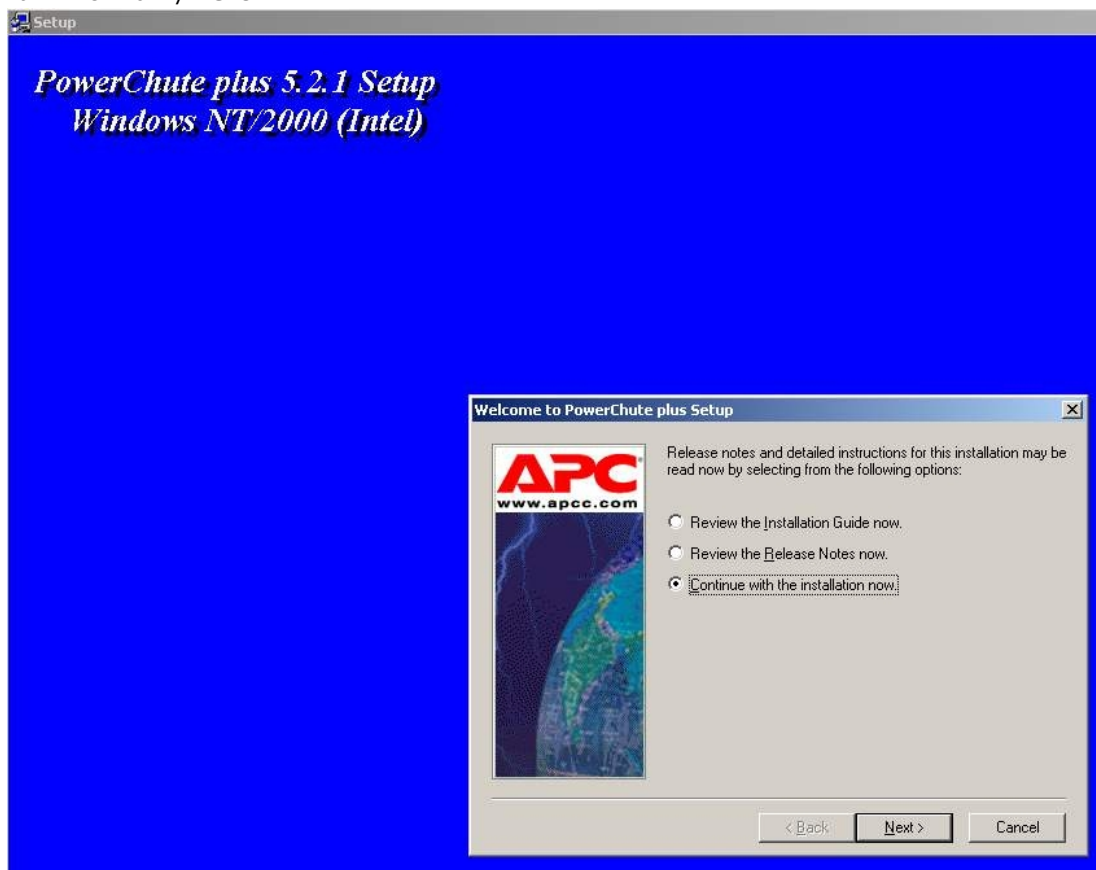 Setup
PowerChute plus 5.2.1 Setup
Windows NT/2000 (Intel)
Welcome to PowerChute plus Setup
APC
www.apcc.com
Release notes and detailed instructions for this installation may be
read now by selecting from the following options:
Review the Installation Guide now.
Review the Release Notes now.
Continue with the installation now.
< Back
Next >
Cancel